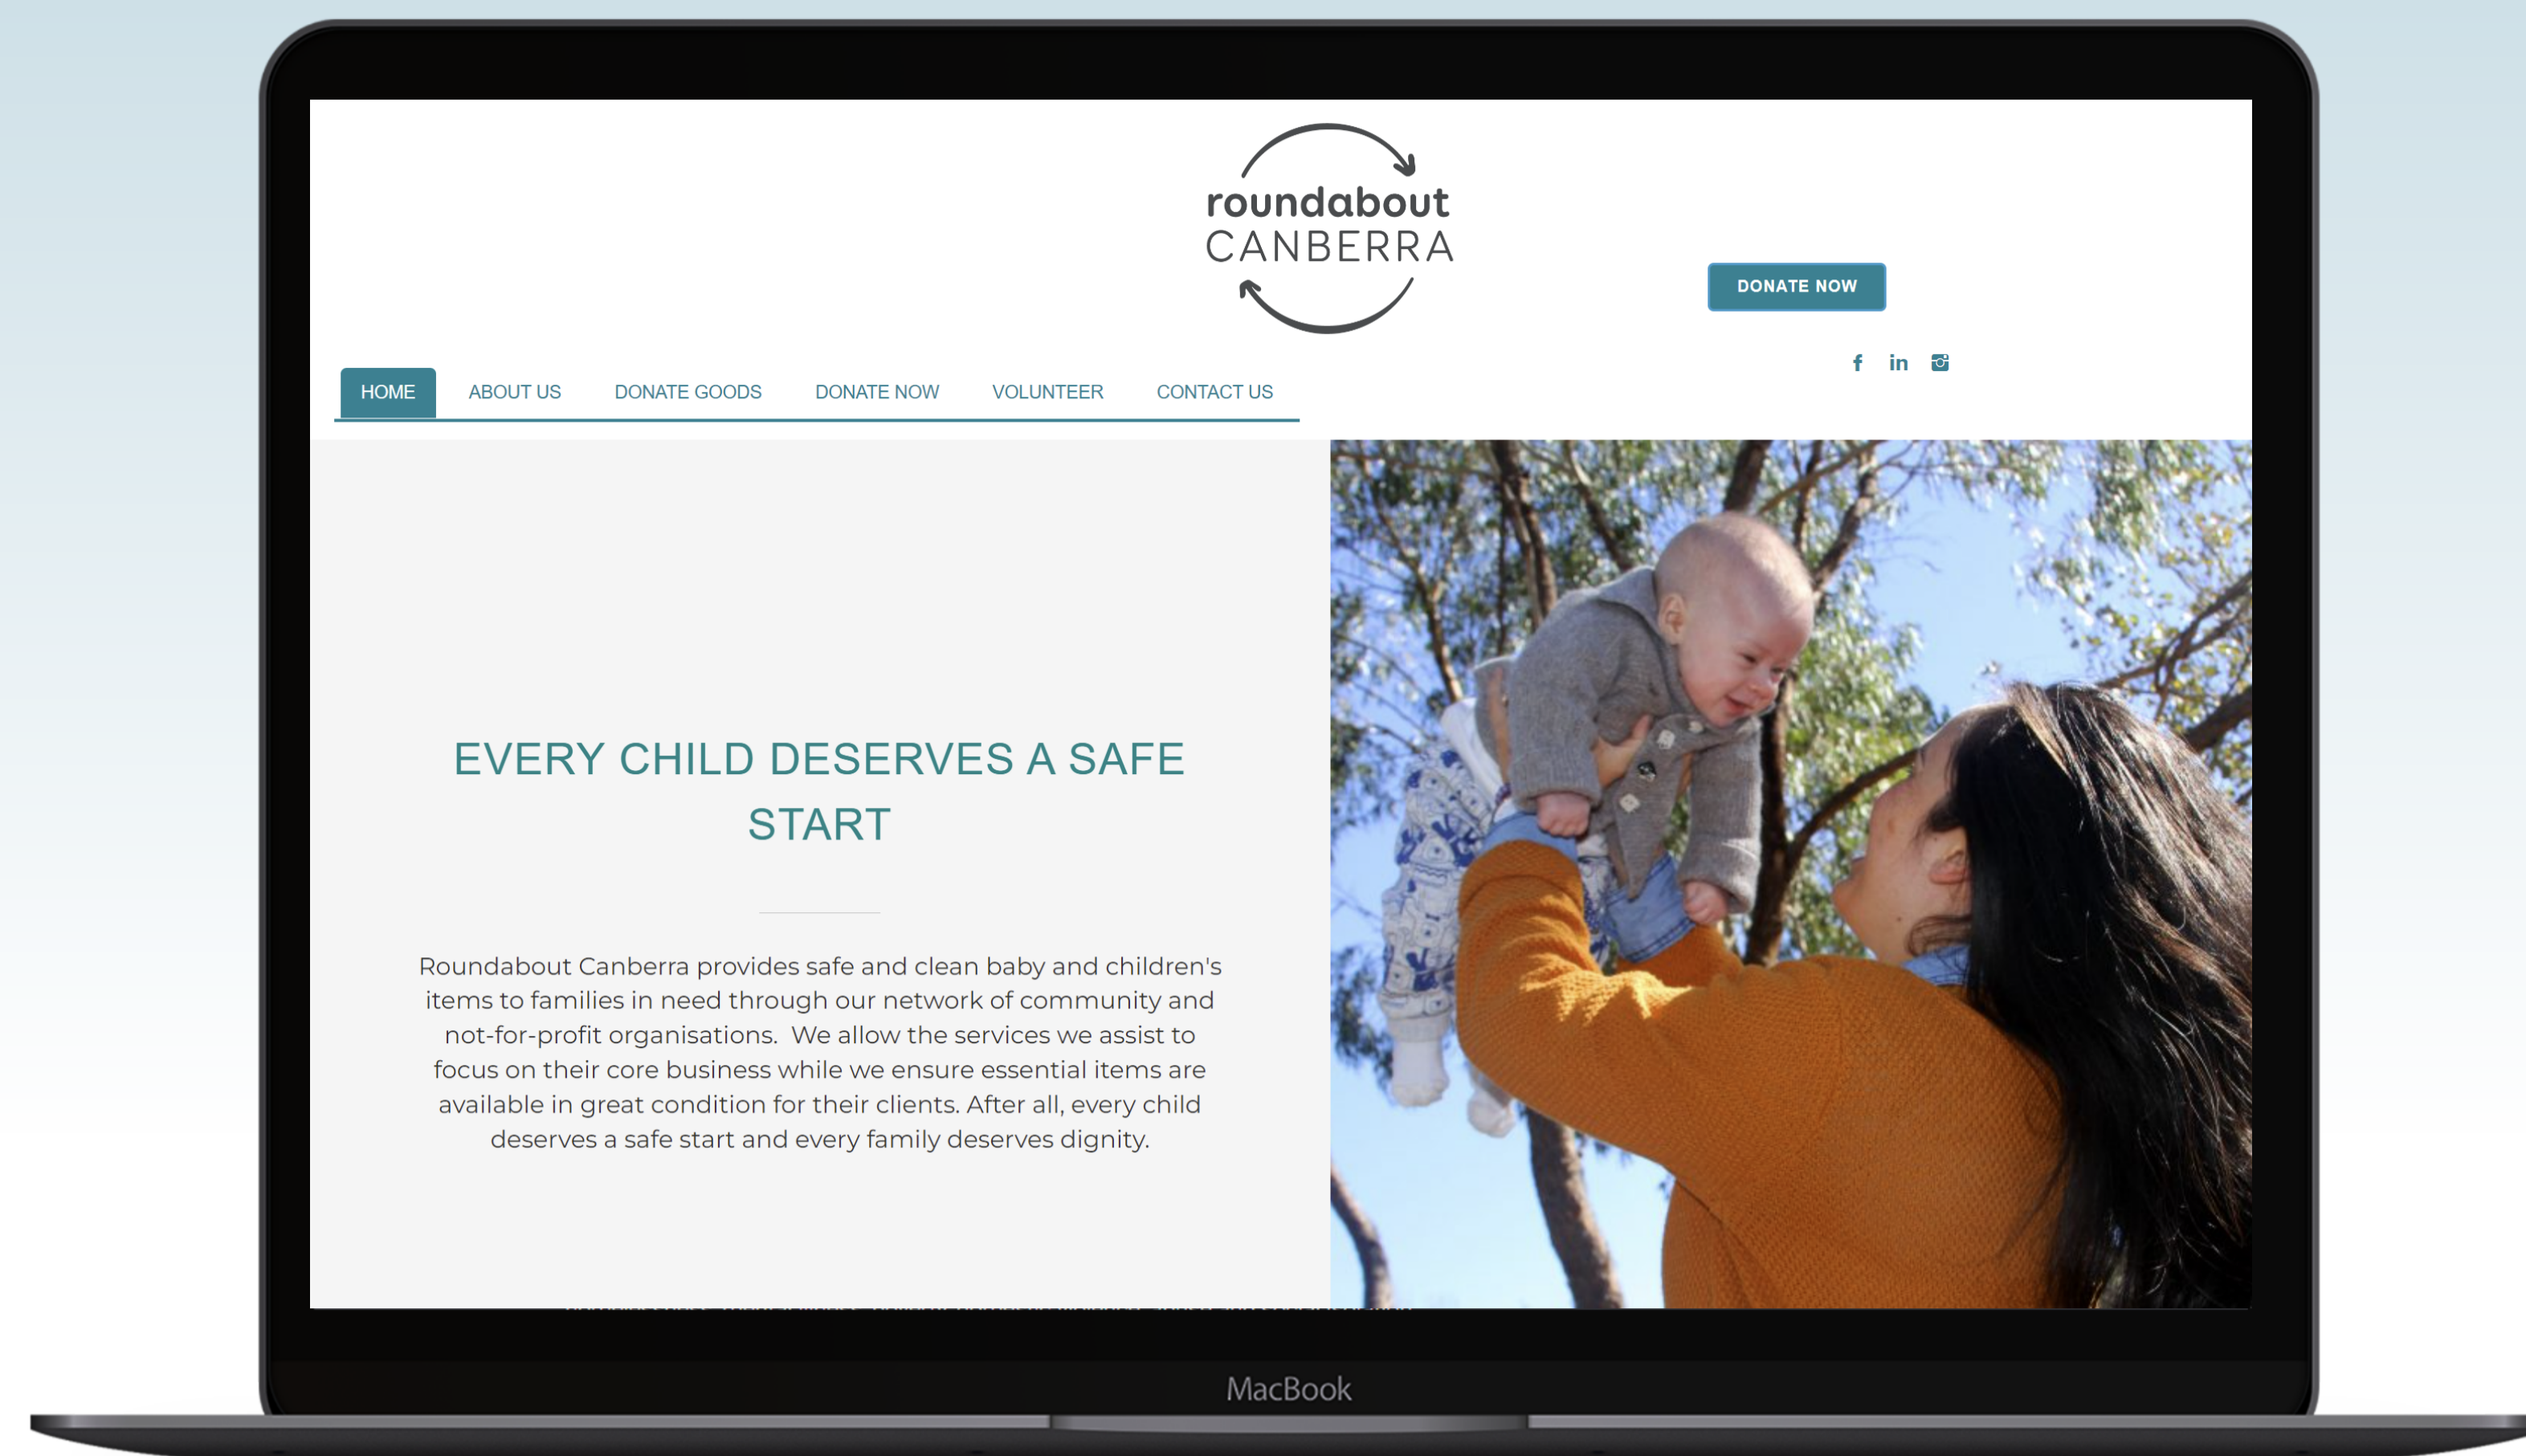 roundabout
CANBERRA
DONATE NOW
HOME ABOUT US DONATE GOODS DONATE NOW VOLUNTEER CONTACT US
EVERY CHILD DESERVES A SAFE
START
Roundabout Canberra provides safe and clean baby and children's
items to families in need through our network of community and
not-for-profit organisations.  We allow the services we assist to
focus on their core business while we ensure essential items are
available in great condition for their clients. After all, every child
deserves a safe start and every family deserves dignity.
MacBook